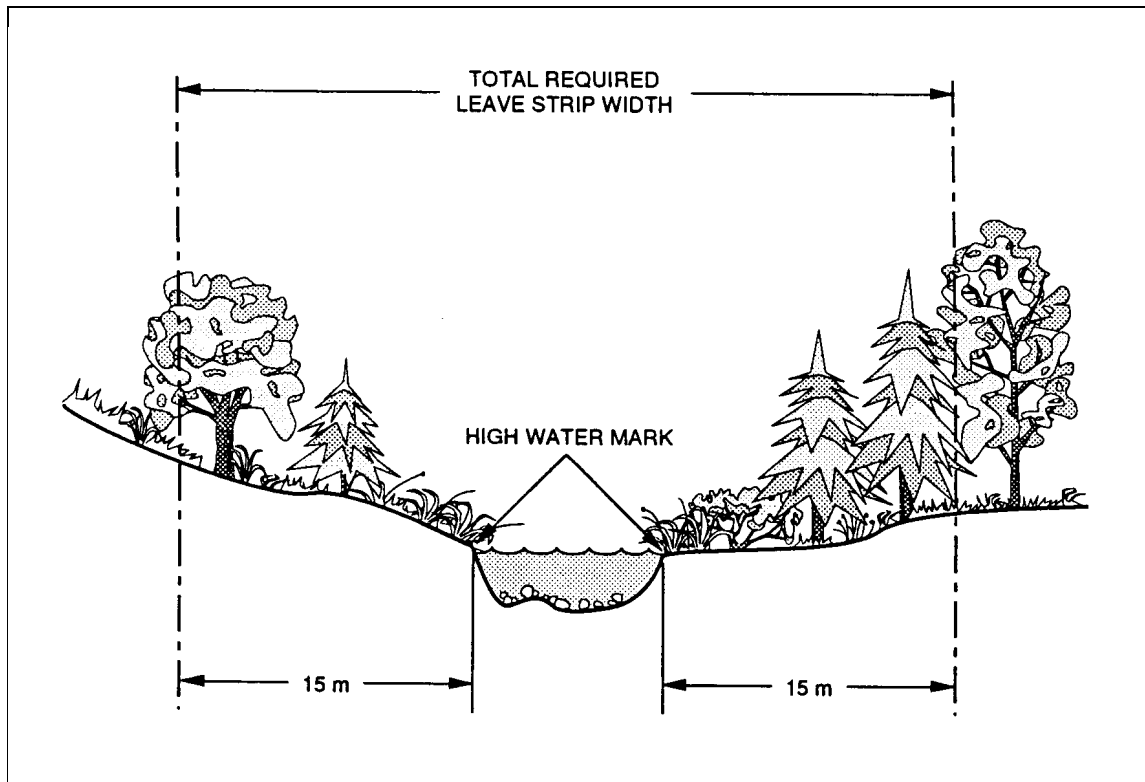 TOTAL REQUIRED
LEAVE STRIP WIDTH
HIGH WATER MARK
15 m
15 m